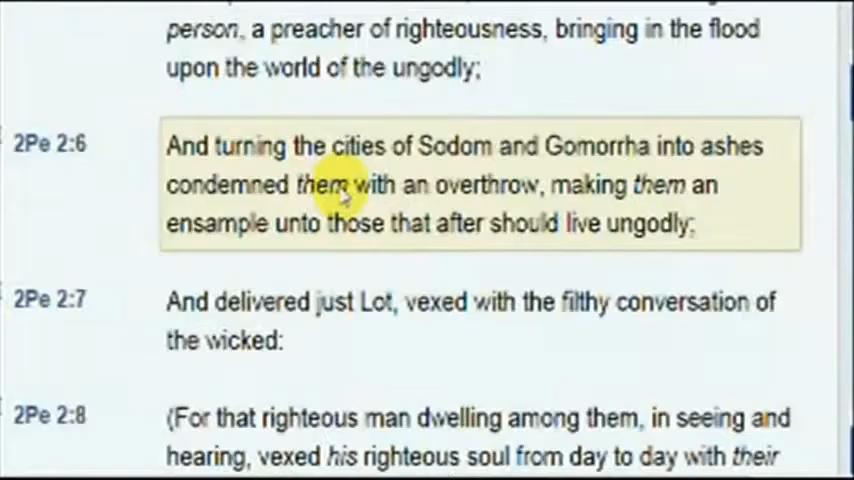 person, a preacher of righteousness, bringing in the flood
upon the world of the ungodly;
2Pe 2:6
And turning the cities of Sodom and Gomorrha into ashes
condemned them with an overthrow, making them an
ensample unto those that after should live ungodly;
2Pe 2:7
And delivered just Lot, vexed with the filthy conversation of
the wicked:
2Pe 2:8
(For that righteous man dwelling among them, in seeing and
hearing, vexed his righteous soul from day to day with their